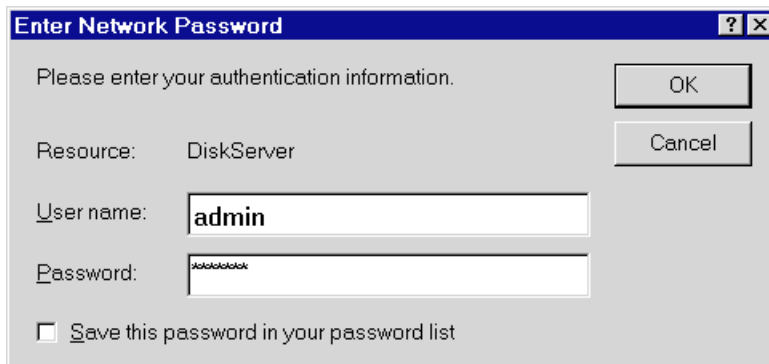 Enter Network Password
Please enter your authentication information.
OK
Resource: DiskServer
Cancel
User name: admin
Password: *******
Save this password in your password list